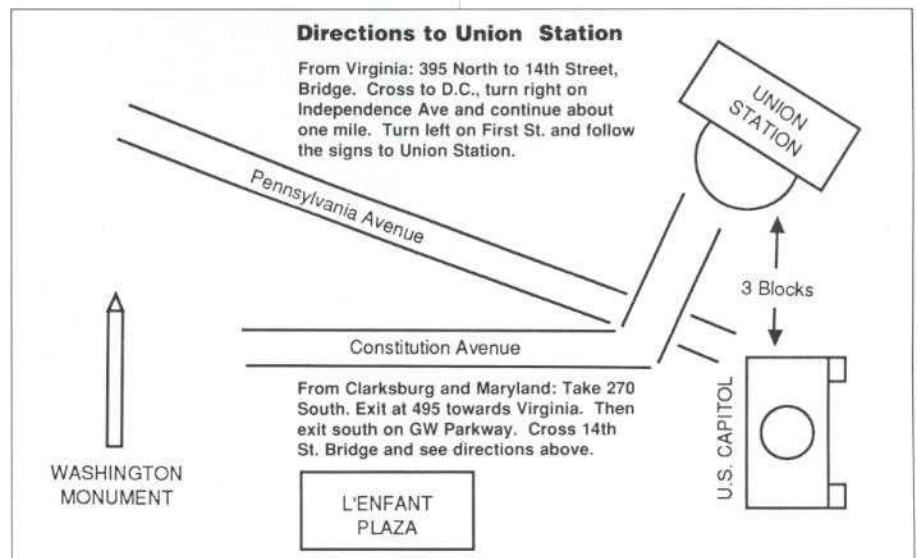 Directions to Union Station
From Virginia: 395 North to 14th Street,
Bridge. Cross to D.C., turn right on
Independence Ave and continue about
one mile. Turn left on First St. and follow
the signs to Union Station.
UNION
STATION
Pennsylvania Avenue
3 Blocks
Constitution Avenue
From Clarksburg and Maryland: Take 270
South. Exit at 495 towards Virginia. Then
exit south on GW Parkway. Cross 14th
St. Bridge and see directions above.
U.S. CAPITOL
WASHINGTON
MONUMENT
L'ENFANT
PLAZA